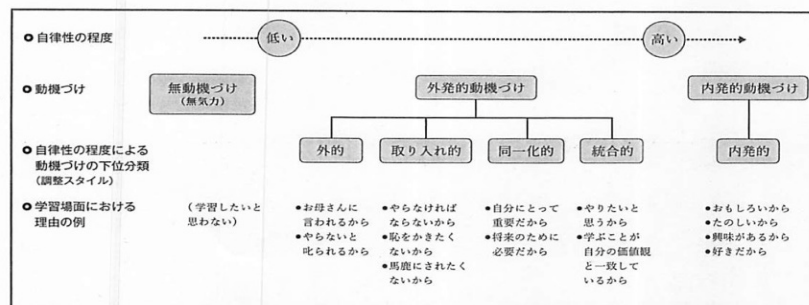 自律性の程度
低い
高い
動機づけ
無動機づけ
(無気力)
外発的動機づけ
内発的動機づけ
自律性の程度による
動機づけの下位分類
(調整スタイル)
外的
取り入れ的
同一化的
統合的
内発的
学習場面における
理由の例
(学習したいと
思わない)
●お母さんに
言われるから
●やらないと
叱られるから
●やらなければ
ならないから
●恥をかきたく
ないから
●馬鹿にされたく
ないから
●自分にとって
重要だから
●将来のために
必要だから
●やりたいと
思うから
●学ぶことが
自分の価値観
と一致して
いるから
●おもしろいから
●たのしいから
●興味があるから
●好きだから